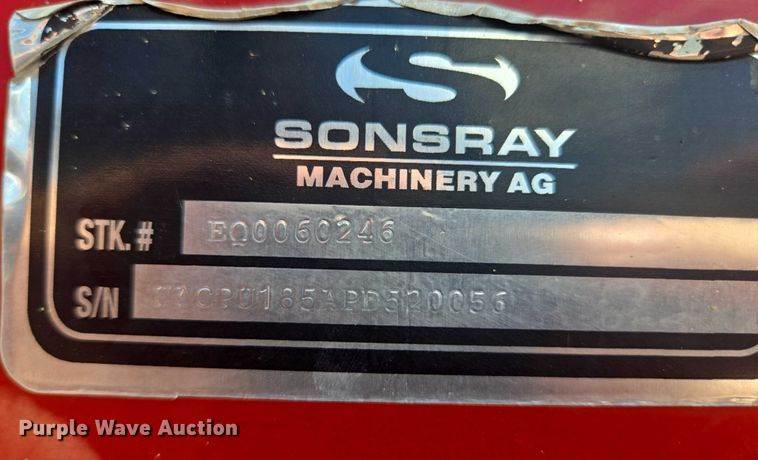 SONSRAY
MACHINERY AG
STK. # EQ0060246
S/N
Purple Wave Auction